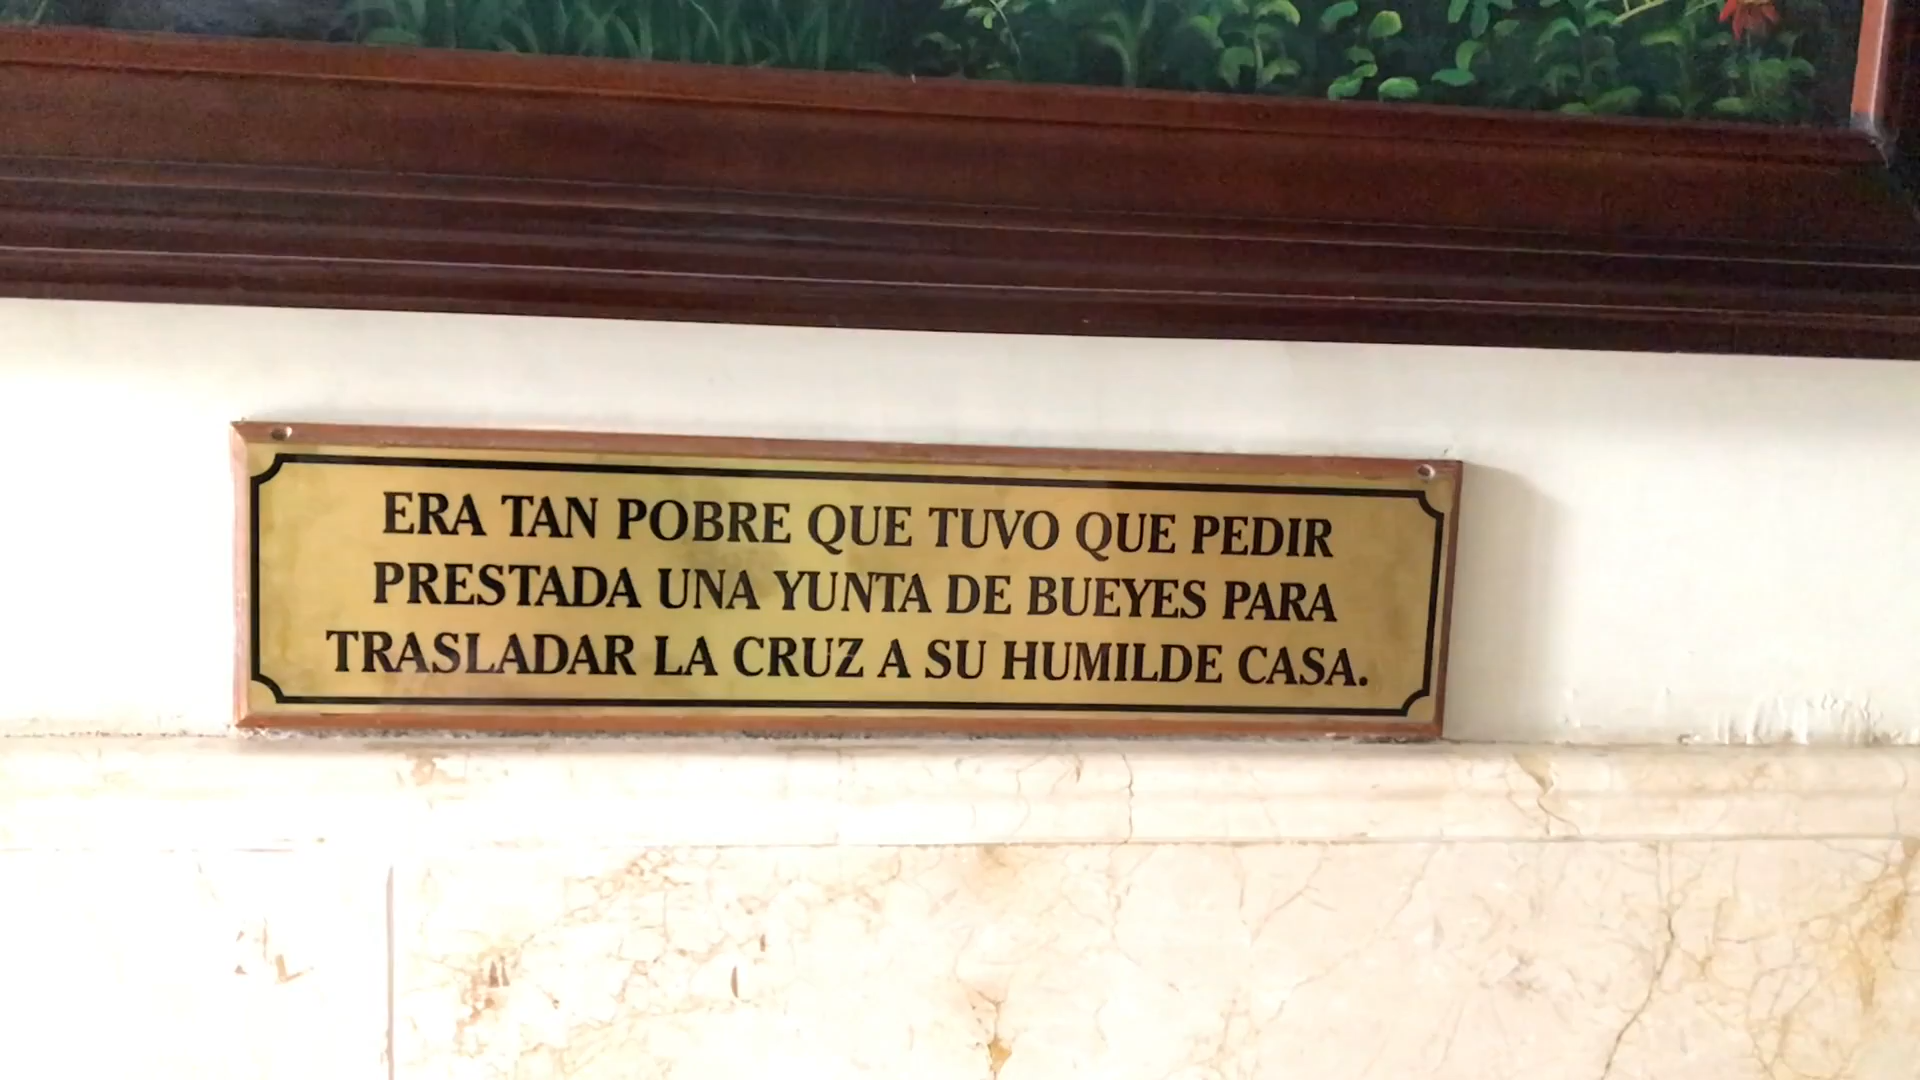 ERA TAN POBRE QUE TUVO QUE PEDIR
PRESTADA UNA YUNTA DE BUEYES PARA
TRASLADAR LA CRUZ A SU HUMILDE CASA.